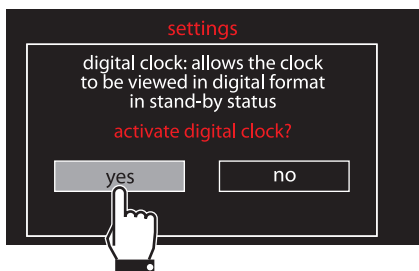 settings
digital clock: allows the clock
to be viewed in digital format
in stand-by status
activate digital clock?
yes
no